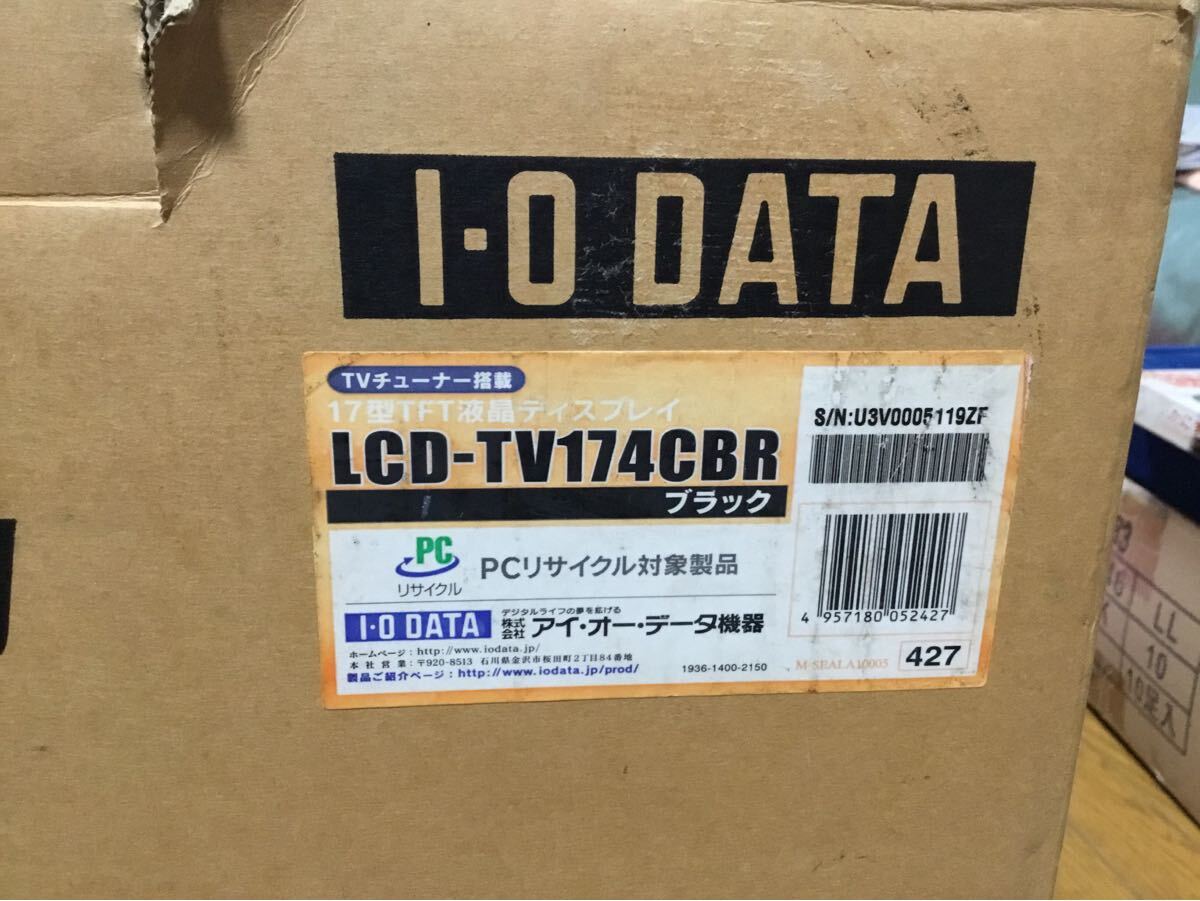 I·O DATA
TVチューナー搭載
17型TFT液晶ディスプレイ
LCD-TV174CBR
ブラック
S/N:U3V0005119ZF
PC
リサイクル
PCリサイクル対象製品
4 957180 052427
I·O DATA
デジタルライフの夢を拡げる
株式会社 アイ・オー・データ機器
ホームページ：http://www.iodata.jp/
本社営業：〒920-8513 石川県金沢市桜田町2丁目84番地
製品ご紹介ページ：http://www.iodata.jp/prod/
1936-1400-2150
M-SEALA10005
427
LL
10
10足入